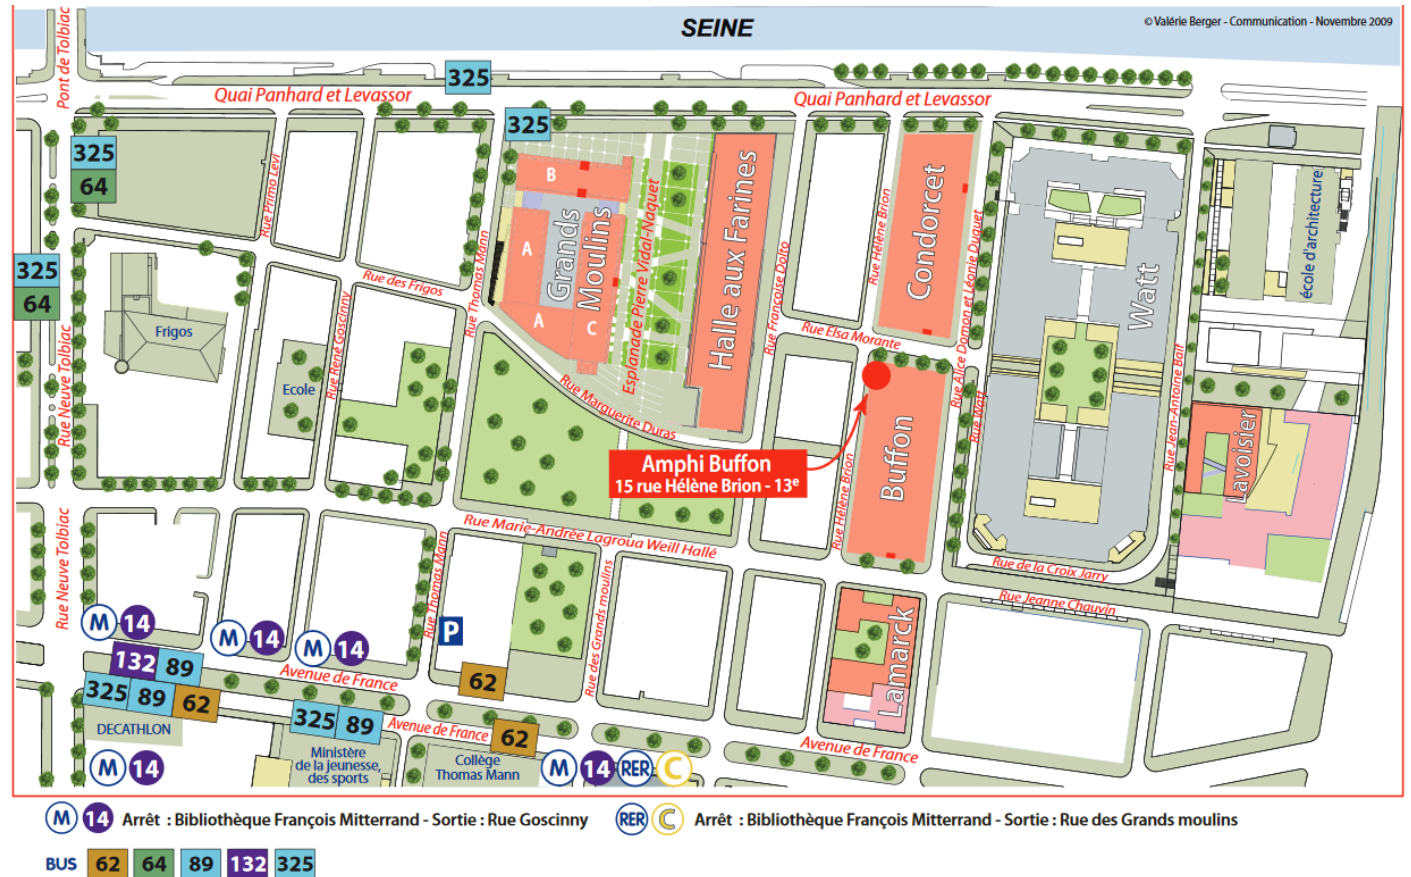 SEINE
© Valérie Berger - Communication - Novembre 2009
Pont de Tolbiac
325
Quai Panhard et Levassor
Quai Panhard et Levassor
325
325
64
Rue Primo Levi
B
A
A
C
Grands
Moulins
Esplanade Pierre Vidal-Naquet
Halle aux Farines
Rue Françoise Dolto
Rue Hélène Brion
Condorcet
Rue Alice Domon et Léonie Duquet
Watt
école d'architecture
325
64
Rue des Frigos
Rue Thomas Mann
Rue Elsa Morante
Frigos
Rue René Goscinny
Ecole
Rue Neuve Tolbiac
Rue Marguerite Duras
Rue Watt
Rue Jean-Antoine Baïf
Lavoisier
Amphi Buffon
15 rue Hélène Brion - 13e
Rue Hélène Brion
Buffon
Rue Marie-Andrée Lagroua Weill Hallé
Rue Neuve Tolbiac
Rue Thomas Mann
Rue des Grands moulins
Rue de la Croix Jarry
Rue Jeanne Chauvin
Lamarck
M 14
M 14
M 14
P
132 89
325 89 62
Avenue de France
62
325 89
Avenue de France
62
Avenue de France
DECATHLON
M 14
Ministère
de la jeunesse,
des sports
Collège
Thomas Mann
M 14 RER C
M 14 Arrêt : Bibliothèque François Mitterrand - Sortie : Rue Goscinny
RER C Arrêt : Bibliothèque François Mitterrand - Sortie : Rue des Grands moulins
BUS 62 64 89 132 325